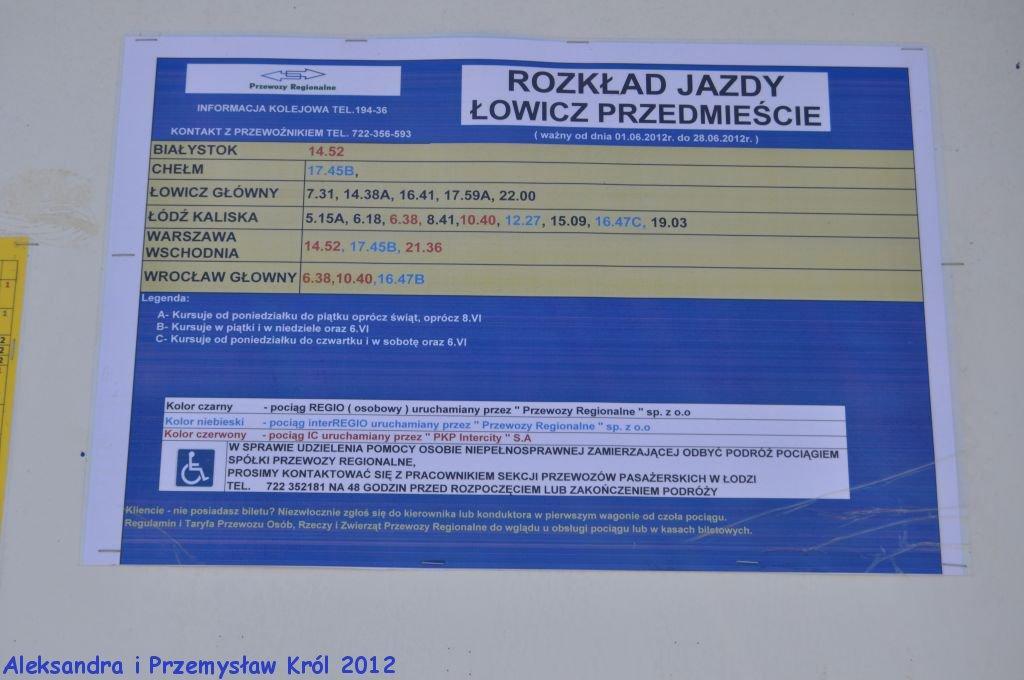 Przewozy Regionalne
INFORMACJA KOLEJOWA TEL.194-36
KONTAKT Z PRZEWOŹNIKIEM TEL. 722-356-593
ROZKŁAD JAZDY
ŁOWICZ PRZEDMIEŚCIE
( ważny od dnia 01.06.2012r. do 28.06.2012r. )
BIAŁYSTOK 14.52
CHEŁM 17.45B,
ŁOWICZ GŁÓWNY 7.31, 14.38A, 16.41, 17.59A, 22.00
ŁÓDŹ KALISKA 5.15A, 6.18, 6.38, 8.41,10.40, 12.27, 15.09, 16.47C, 19.03
WARSZAWA
WSCHODNIA 14.52, 17.45B, 21.36
WROCŁAW GŁOWNY 6.38,10.40,16.47B
Legenda:
A- Kursuje od poniedziałku do piątku oprócz świąt, oprócz 8.VI
B- Kursuje w piątki i w niedziele oraz 6.VI
C- Kursuje od poniedziałku do czwartku i w sobotę oraz 6.VI
Kolor czarny - pociąg REGIO ( osobowy ) uruchamiany przez " Przewozy Regionalne " sp. z o.o
Kolor niebieski - pociąg interREGIO uruchamiany przez " Przewozy Regionalne " sp. z o.o
Kolor czerwony - pociąg IC uruchamiany przez " PKP Intercity " S.A
W SPRAWIE UDZIELENIA POMOCY OSOBIE NIEPEŁNOSPRAWNEJ ZAMIERZAJĄCEJ ODBYĆ PODRÓŻ POCIĄGIEM
SPÓŁKI PRZEWOZY REGIONALNE,
PROSIMY KONTAKTOWAĆ SIĘ Z PRACOWNIKIEM SEKCJI PRZEWOZÓW PASAŻERSKICH W ŁODZI
TEL. 722 352181 NA 48 GODZIN PRZED ROZPOCZĘCIEM LUB ZAKOŃCZENIEM PODRÓŻY
Kliencie - nie posiadasz biletu? Niezwłocznie zgłoś się do kierownika lub konduktora w pierwszym wagonie od czoła pociągu.
Regulamin i Taryfa Przewozu Osób, Rzeczy i Zwierząt Przewozy Regionalne do wglądu u obsługi pociągu lub w kasach biletowych.
1
1
2
2
2
Aleksandra i Przemysław Król 2012